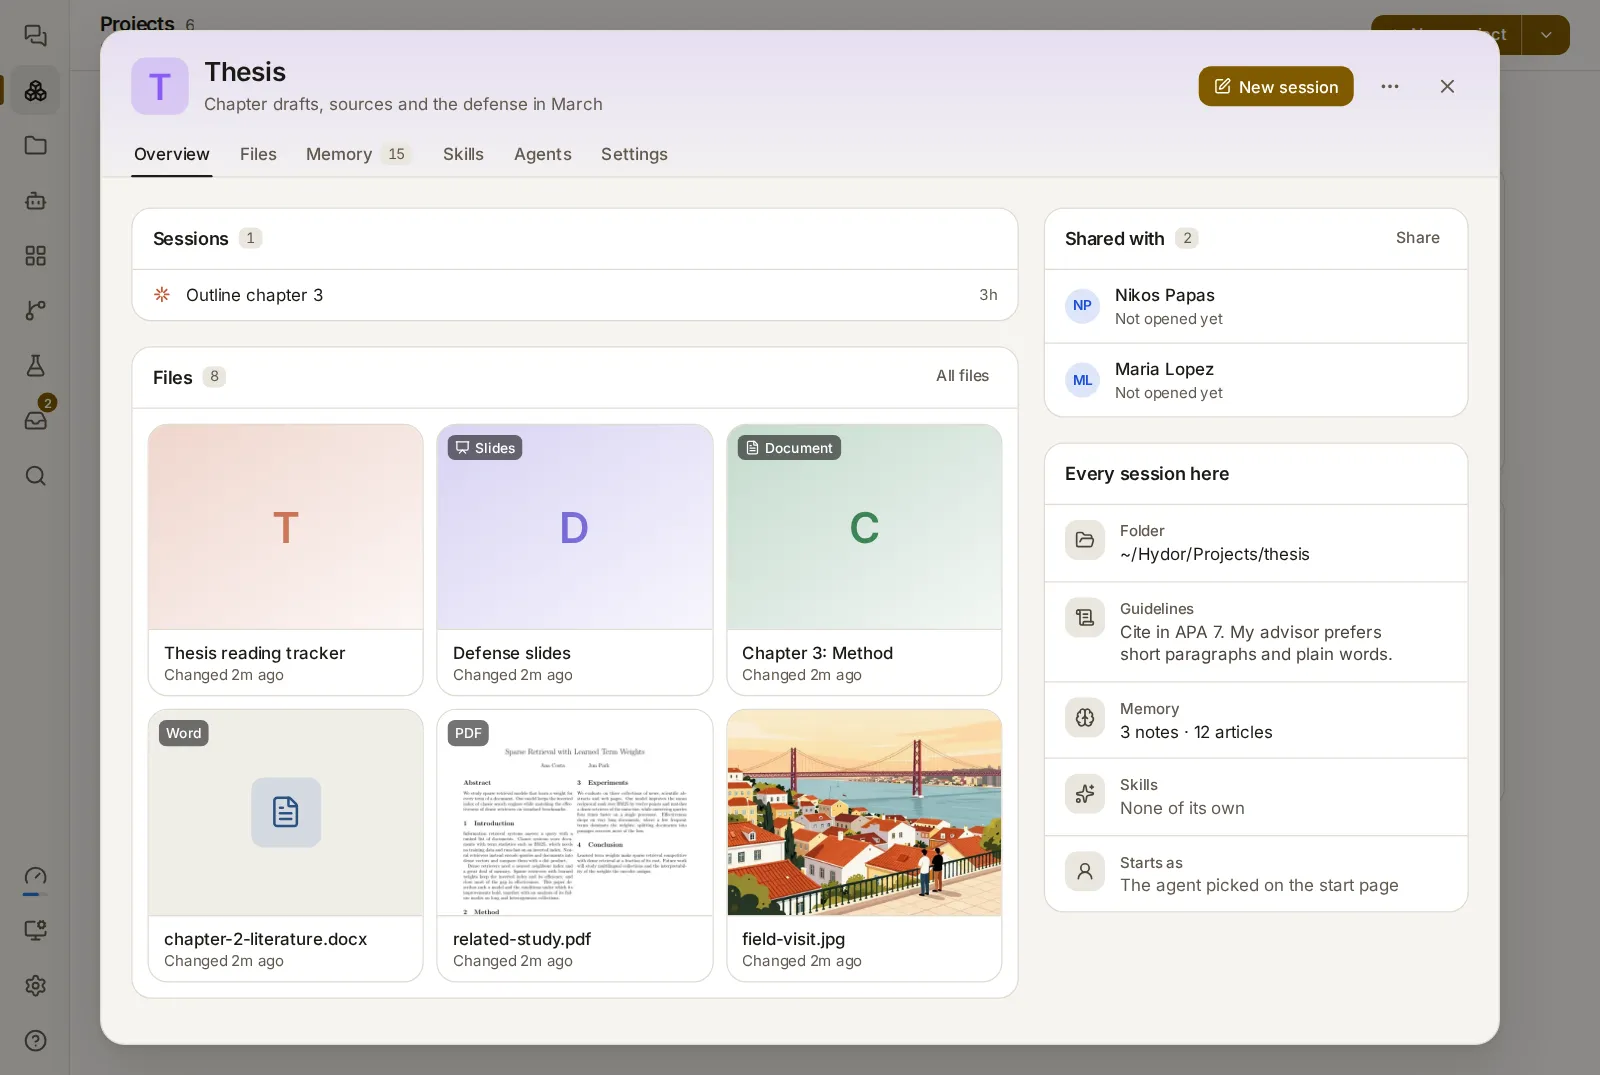 Projects 6
Thesis
Chapter drafts, sources and the defense in March
New session
Overview
Files
Memory 15
Skills
Agents
Settings
Sessions 1
Outline chapter 3
3h
Files 8
All files
T
Slides
D
Document
C
Thesis reading tracker
Changed 2m ago
Defense slides
Changed 2m ago
Chapter 3: Method
Changed 2m ago
Word
PDF
Sparse Retrieval with Learned Term Weights
Abstract
1 Introduction
2 Method
3 Experiments
4 Conclusion
chapter-2-literature.docx
Changed 2m ago
related-study.pdf
Changed 2m ago
field-visit.jpg
Changed 2m ago
Shared with 2
Share
NP
Nikos Papas
Not opened yet
ML
Maria Lopez
Not opened yet
Every session here
Folder
~/Hydor/Projects/thesis
Guidelines
Cite in APA 7. My advisor prefers
short paragraphs and plain words.
Memory
3 notes · 12 articles
Skills
None of its own
Starts as
The agent picked on the start page
2
T